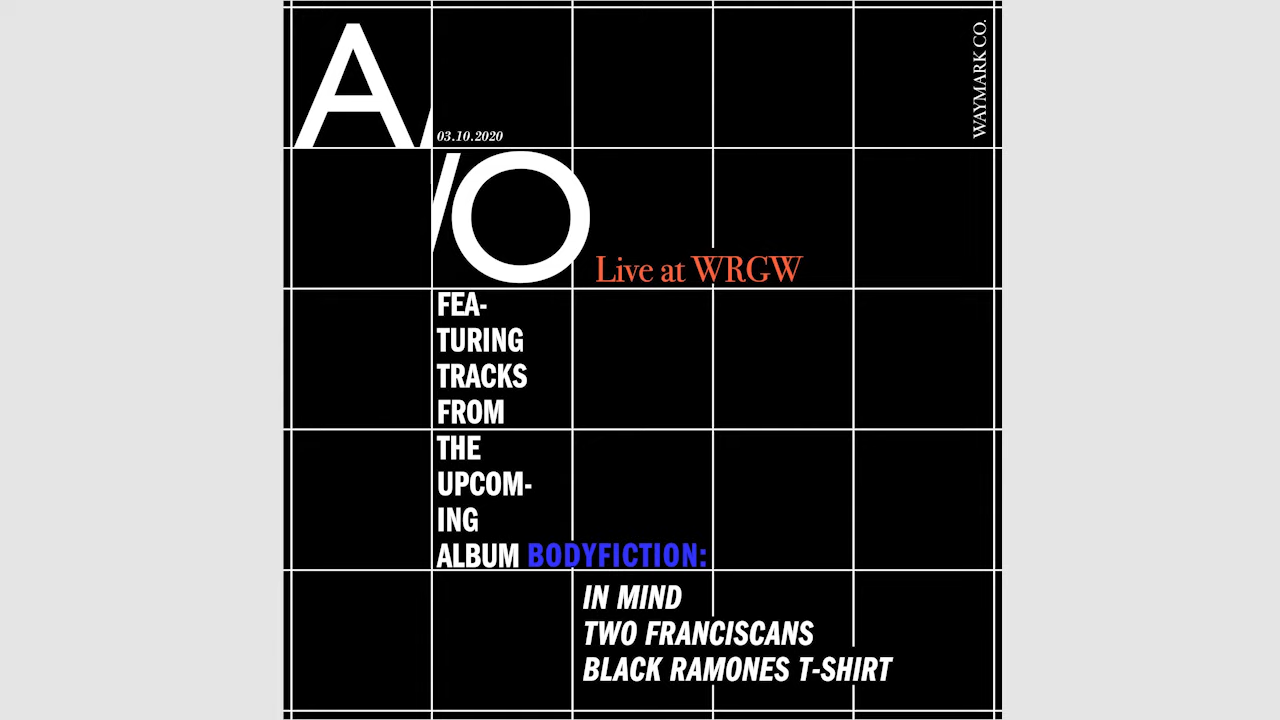 A/
03.10.2020
WAYMARK CO.
/O
Live at WRGW
FEA-
TURING
TRACKS
FROM
THE
UPCOM-
ING
ALBUM BODYFICTION:
IN MIND
TWO FRANCISCANS
BLACK RAMONES T-SHIRT